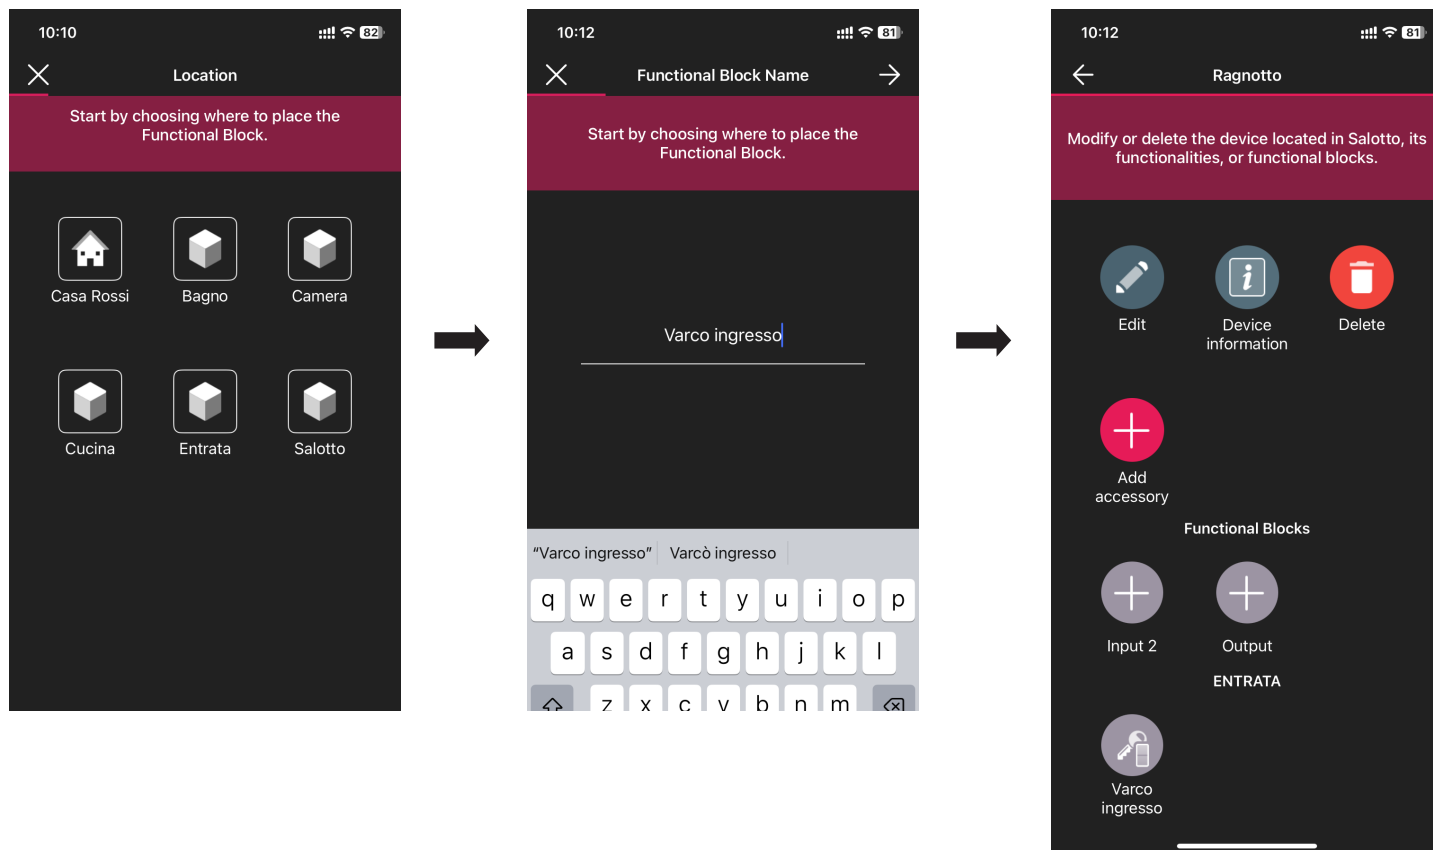 10:10
82
Location
Start by choosing where to place the
Functional Block.
Casa Rossi
Bagno
Camera
Cucina
Entrata
Salotto
10:12
81
Functional Block Name
Start by choosing where to place the
Functional Block.
Varco ingresso
“Varco ingresso”
Varcò ingresso
q w e r t y u i o p
a s d f g h j k l
z x c v b n m
10:12
81
Ragnotto
Modify or delete the device located in Salotto, its
functionalities, or functional blocks.
Edit
Device
information
Delete
Add
accessory
Functional Blocks
Input 2
Output
ENTRATA
Varco
ingresso